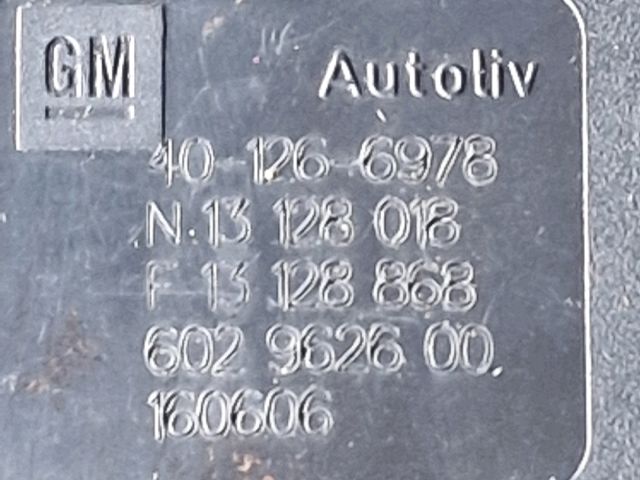 GM Autoliv
40-126-6978
N.13 128 018
F 13 128 868
602 9626 00
160606